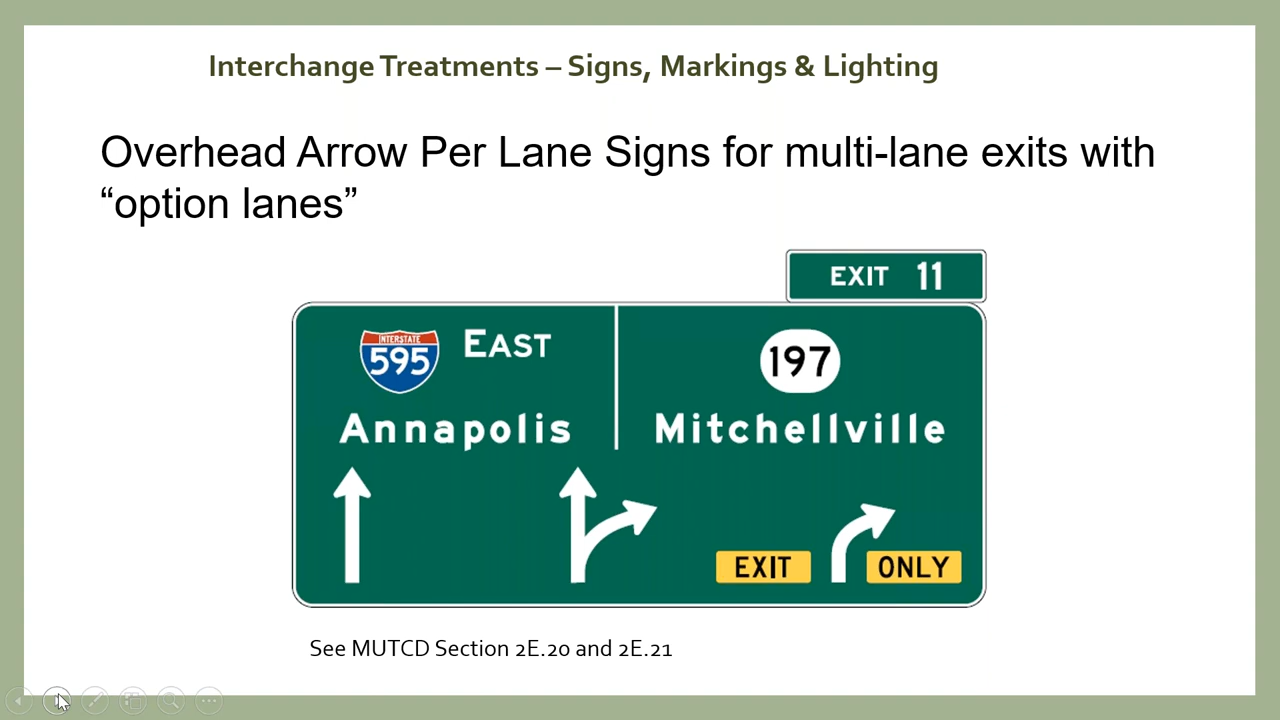 Interchange Treatments – Signs, Markings & Lighting
Overhead Arrow Per Lane Signs for multi-lane exits with
“option lanes”
EXIT 11
INTERSTATE
595
EAST
197
Annapolis
Mitchellville
EXIT
ONLY
See MUTCD Section 2E.20 and 2E.21